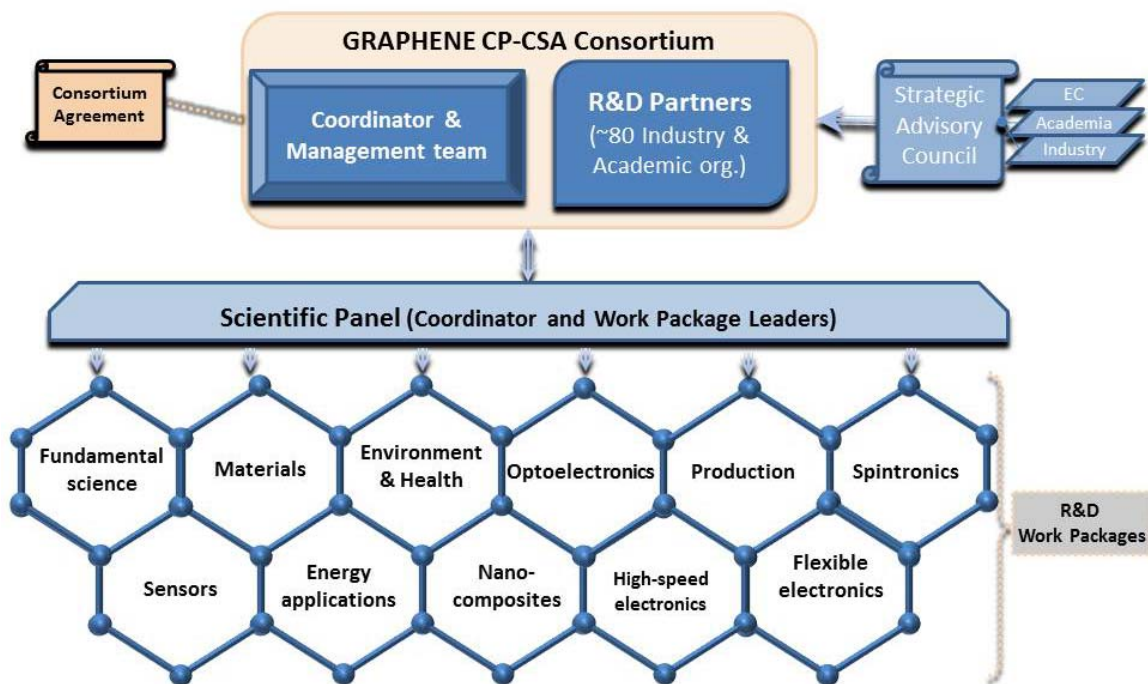 GRAPHENE CP-CSA Consortium
Consortium
Agreement
Coordinator &
Management team
R&D Partners
(~80 Industry &
Academic org.)
Strategic
Advisory
Council
EC
Academia
Industry
Scientific Panel (Coordinator and Work Package Leaders)
Fundamental
science
Materials
Environment
& Health
Optoelectronics
Production
Spintronics
R&D
Work Packages
Sensors
Energy
applications
Nano-
composites
High-speed
electronics
Flexible
electronics